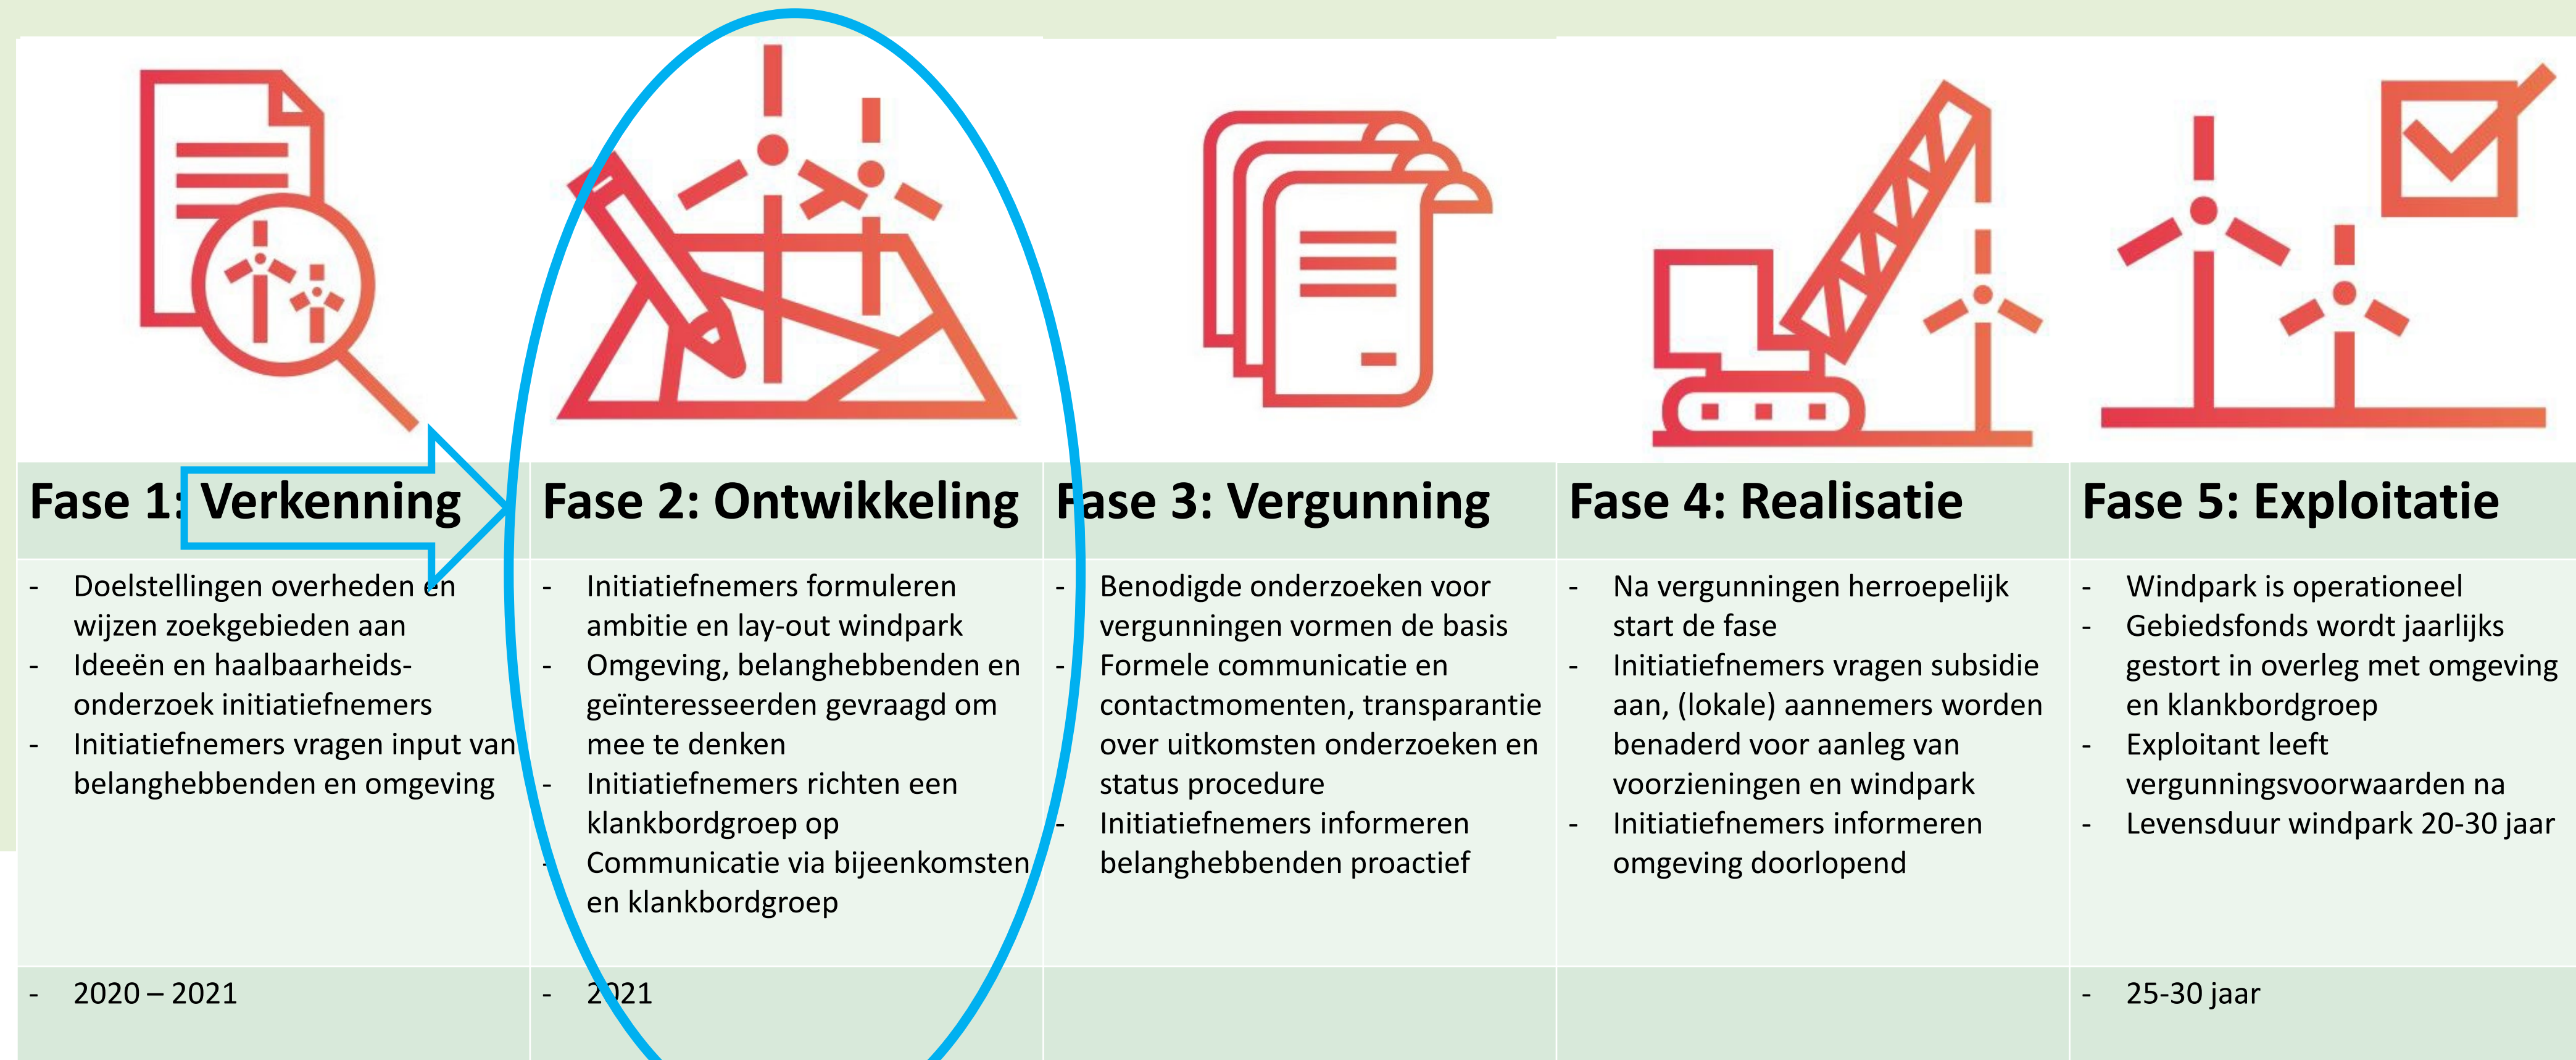 Fase 1: Verkenning
- Doelstellingen overheden en
wijzen zoekgebieden aan
- Ideeën en haalbaarheids-
onderzoek initiatiefnemers
- Initiatiefnemers vragen input van
belanghebbenden en omgeving
- 2020 – 2021
Fase 2: Ontwikkeling
- Initiatiefnemers formuleren
ambitie en lay-out windpark
- Omgeving, belanghebbenden en
geïnteresseerden gevraagd om
mee te denken
- Initiatiefnemers richten een
klankbordgroep op
- Communicatie via bijeenkomsten
en klankbordgroep
- 2021
Fase 3: Vergunning
- Benodigde onderzoeken voor
vergunningen vormen de basis
- Formele communicatie en
contactmomenten, transparantie
over uitkomsten onderzoeken en
status procedure
- Initiatiefnemers informeren
belanghebbenden proactief
Fase 4: Realisatie
- Na vergunningen herroepelijk
start de fase
- Initiatiefnemers vragen subsidie
aan, (lokale) aannemers worden
benaderd voor aanleg van
voorzieningen en windpark
- Initiatiefnemers informeren
omgeving doorlopend
Fase 5: Exploitatie
- Windpark is operationeel
- Gebiedsfonds wordt jaarlijks
gestort in overleg met omgeving
en klankbordgroep
- Exploitant leeft
vergunningsvoorwaarden na
- Levensduur windpark 20-30 jaar
- 25-30 jaar